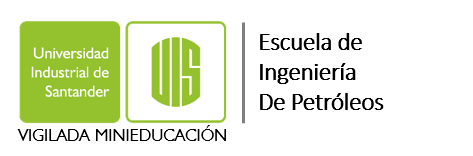 Universidad
Industrial de
Santander
UIS
VIGILADA MINIEDUCACIÓN
Escuela de
Ingeniería
De Petróleos